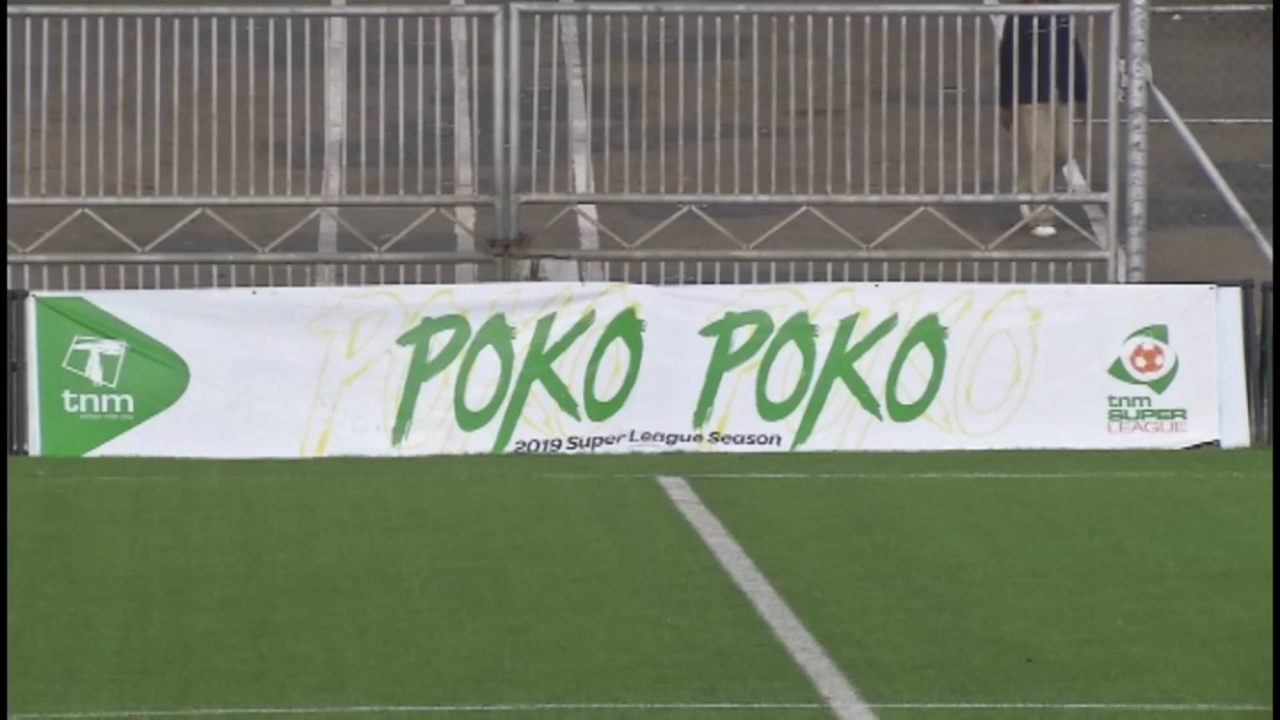 tnm
POKO POKO
2019 Super League Season
tnm
SUPER
LEAGUE